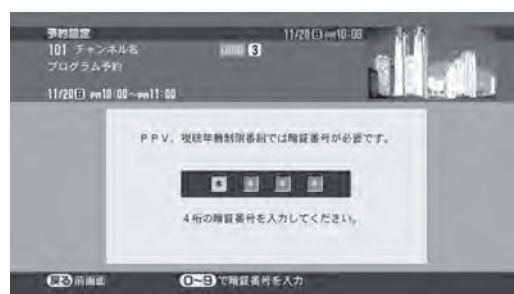 予約設定
11/20日 PM10:08
101 チャンネル名
3
プログラム予約
11/20日 PM10:00~PM11:00
PPV、視聴年齢制限番組では暗証番号が必要です。
4桁の暗証番号を入力してください。
戻る 前画面
0~9 で暗証番号を入力